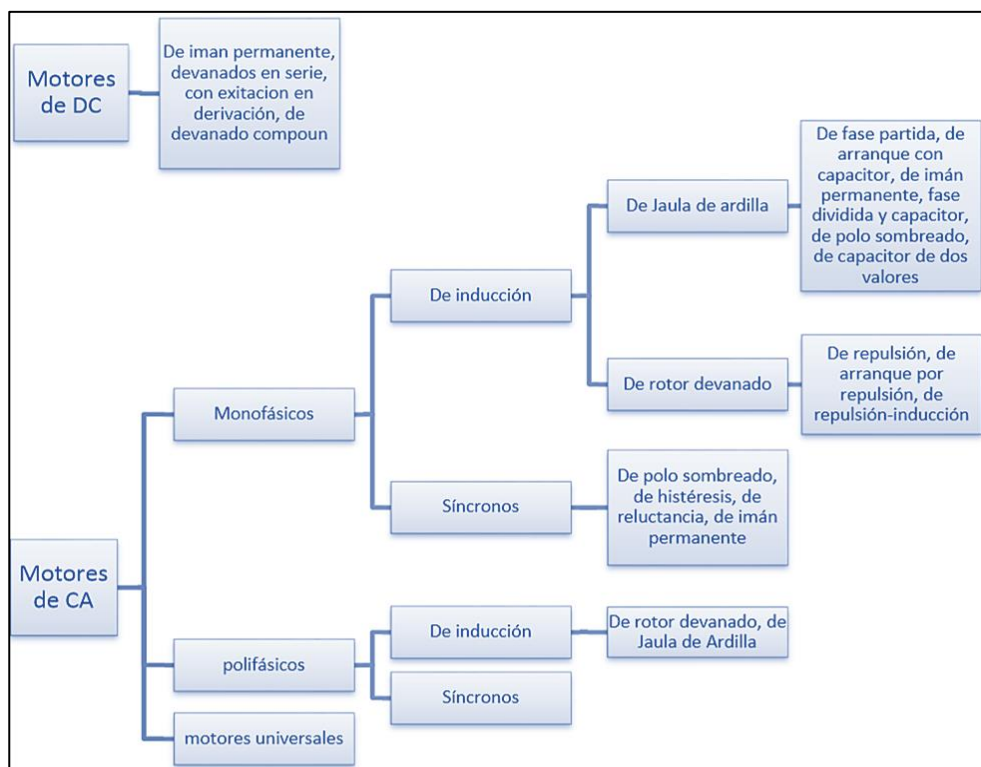 Motores
de DC
De iman permanente,
devanados en serie,
con exitacion en
derivación, de
devanado compoun
Motores
de CA
Monofásicos
De inducción
De Jaula de ardilla
De fase partida, de
arranque con
capacitor, de imán
permanente, fase
dividida y capacitor,
de polo sombreado,
de capacitor de dos
valores
De rotor devanado
De repulsión, de
arranque por
repulsión, de
repulsión-inducción
Síncronos
De polo sombreado,
de histéresis, de
reluctancia, de imán
permanente
polifásicos
De inducción
De rotor devanado, de
Jaula de Ardilla
Síncronos
motores universales